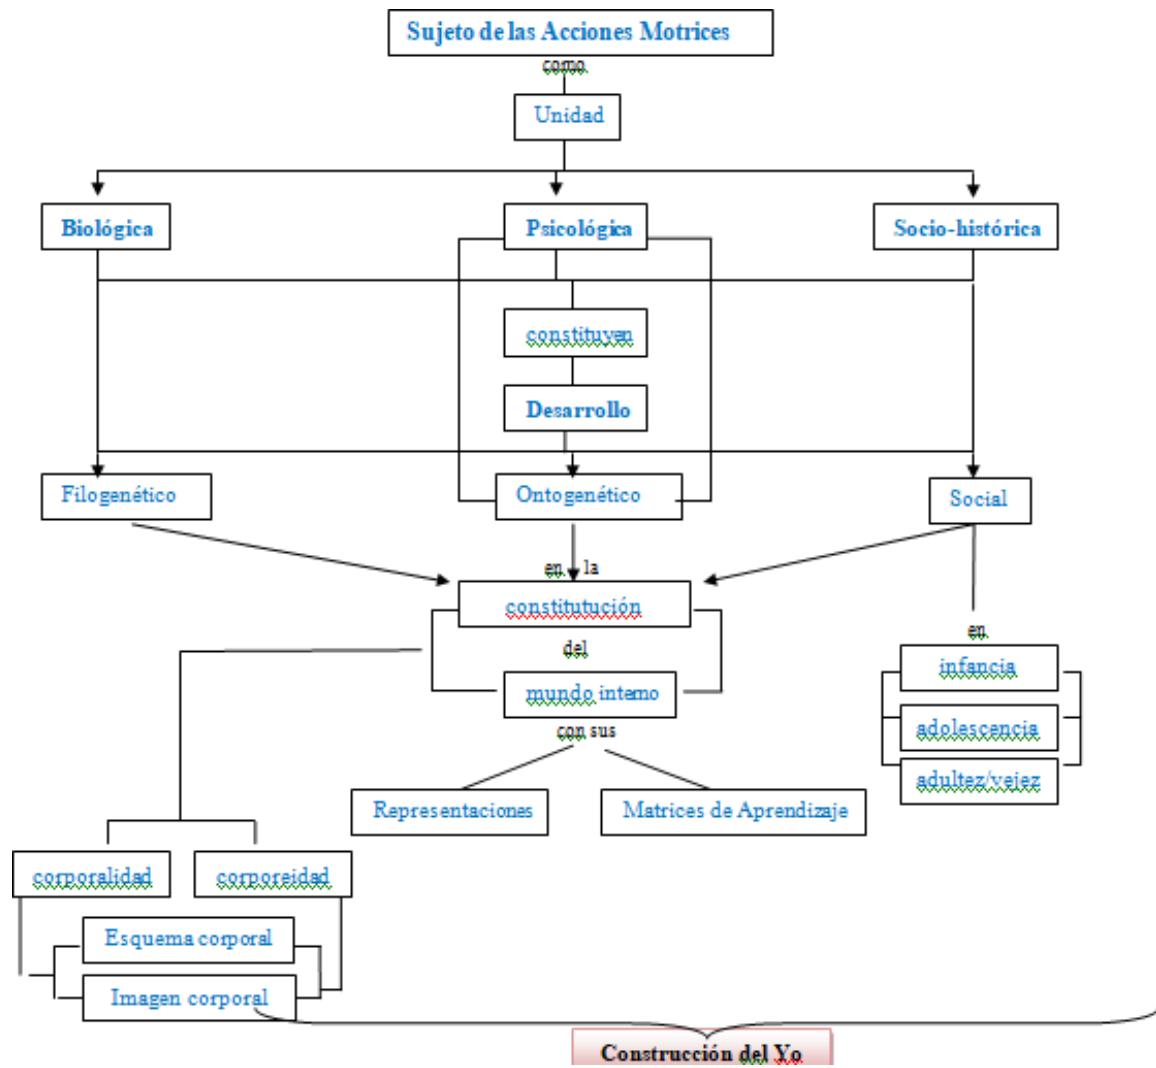 Sujeto de las Acciones Motrices
como
Unidad
Biológica
Psicológica
Socio-histórica
constituyen
Desarrollo
Filogenético
Ontogenético
Social
en la
constitutución
del
mundo interno
con sus
Representaciones
Matrices de Aprendizaje
en
infancia
adolescencia
adultez/vejez
corporalidad
corporeidad
Esquema corporal
Imagen corporal
Construcción del Yo